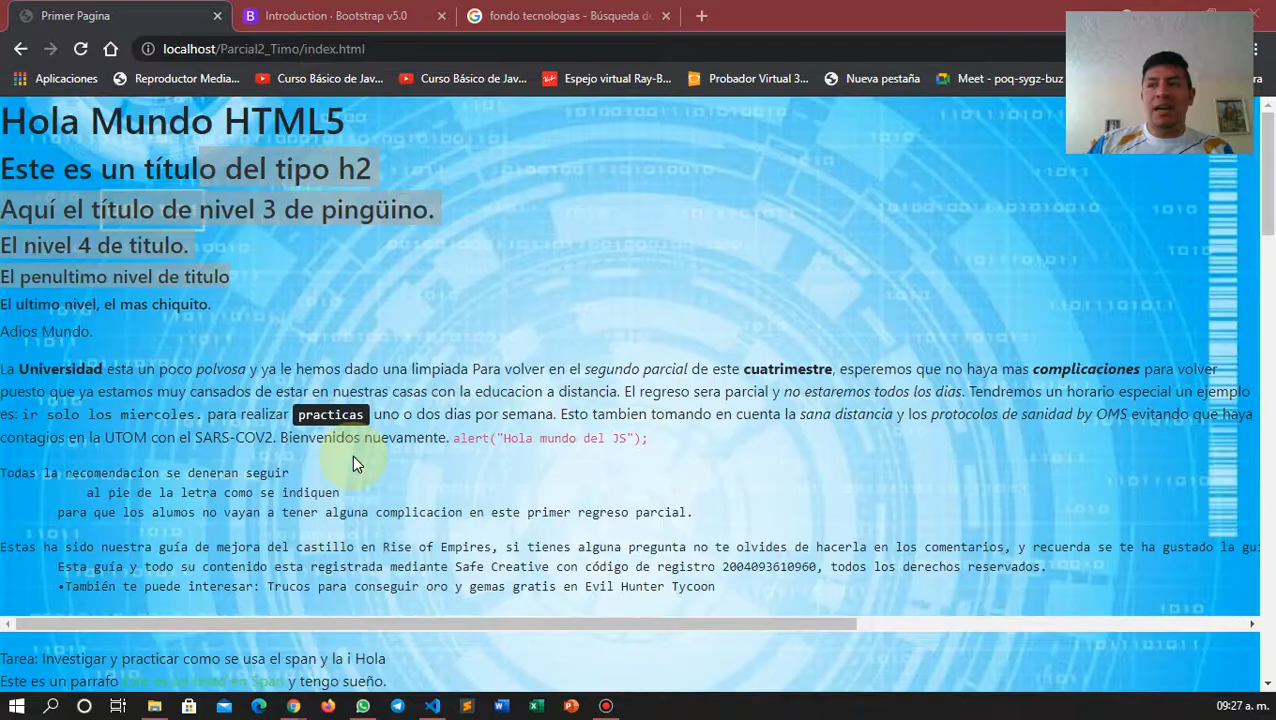 Primer Pagina
Introduction · Bootstrap v5.0
fondo tecnologias - Búsqueda de
localhost/Parcial2_Timo/index.html
Aplicaciones
Reproductor Media...
Curso Básico de Jav...
Curso Básico de Jav...
Espejo virtual Ray-B...
Probador Virtual 3...
Nueva pestaña
Meet - poq-sygz-buz
Hola Mundo HTML5
Este es un título del tipo h2
Aquí el título de nivel 3 de pingüino.
El nivel 4 de titulo.
El penultimo nivel de titulo
El ultimo nivel, el mas chiquito.
Adios Mundo.
La Universidad esta un poco polvosa y ya le hemos dado una limpiada Para volver en el segundo parcial de este cuatrimestre, esperemos que no haya mas complicaciones para volver
puesto que ya estamos muy cansados de estar en nuestras casas con la educacion a distancia. El regreso sera parcial y no estaremos todos los dias. Tendremos un horario especial un ejemplo
es: ir solo los miercoles. para realizar practicas uno o dos dias por semana. Esto tambien tomando en cuenta la sana distancia y los protocolos de sanidad by OMS evitando que haya
contagios en la UTOM con el SARS-COV2. Bienvenidos nuevamente. alert("Hola mundo del JS");
Todas la recomendacion se deneran seguir
al pie de la letra como se indiquen
para que los alumos no vayan a tener alguna complicacion en este primer regreso parcial.
Estas ha sido nuestra guía de mejora del castillo en Rise of Empires, si tienes alguna pregunta no te olvides de hacerla en los comentarios, y recuerda se te ha gustado la gu
Esta guía y todo su contenido esta registrada mediante Safe Creative con código de registro 2004093610960, todos los derechos reservados.
•También te puede interesar: Trucos para conseguir oro y gemas gratis en Evil Hunter Tycoon
Tarea: Investigar y practicar como se usa el span y la i Hola
Este es un parrafo Este es un texto en Span y tengo sueño.
09:27 a. m.